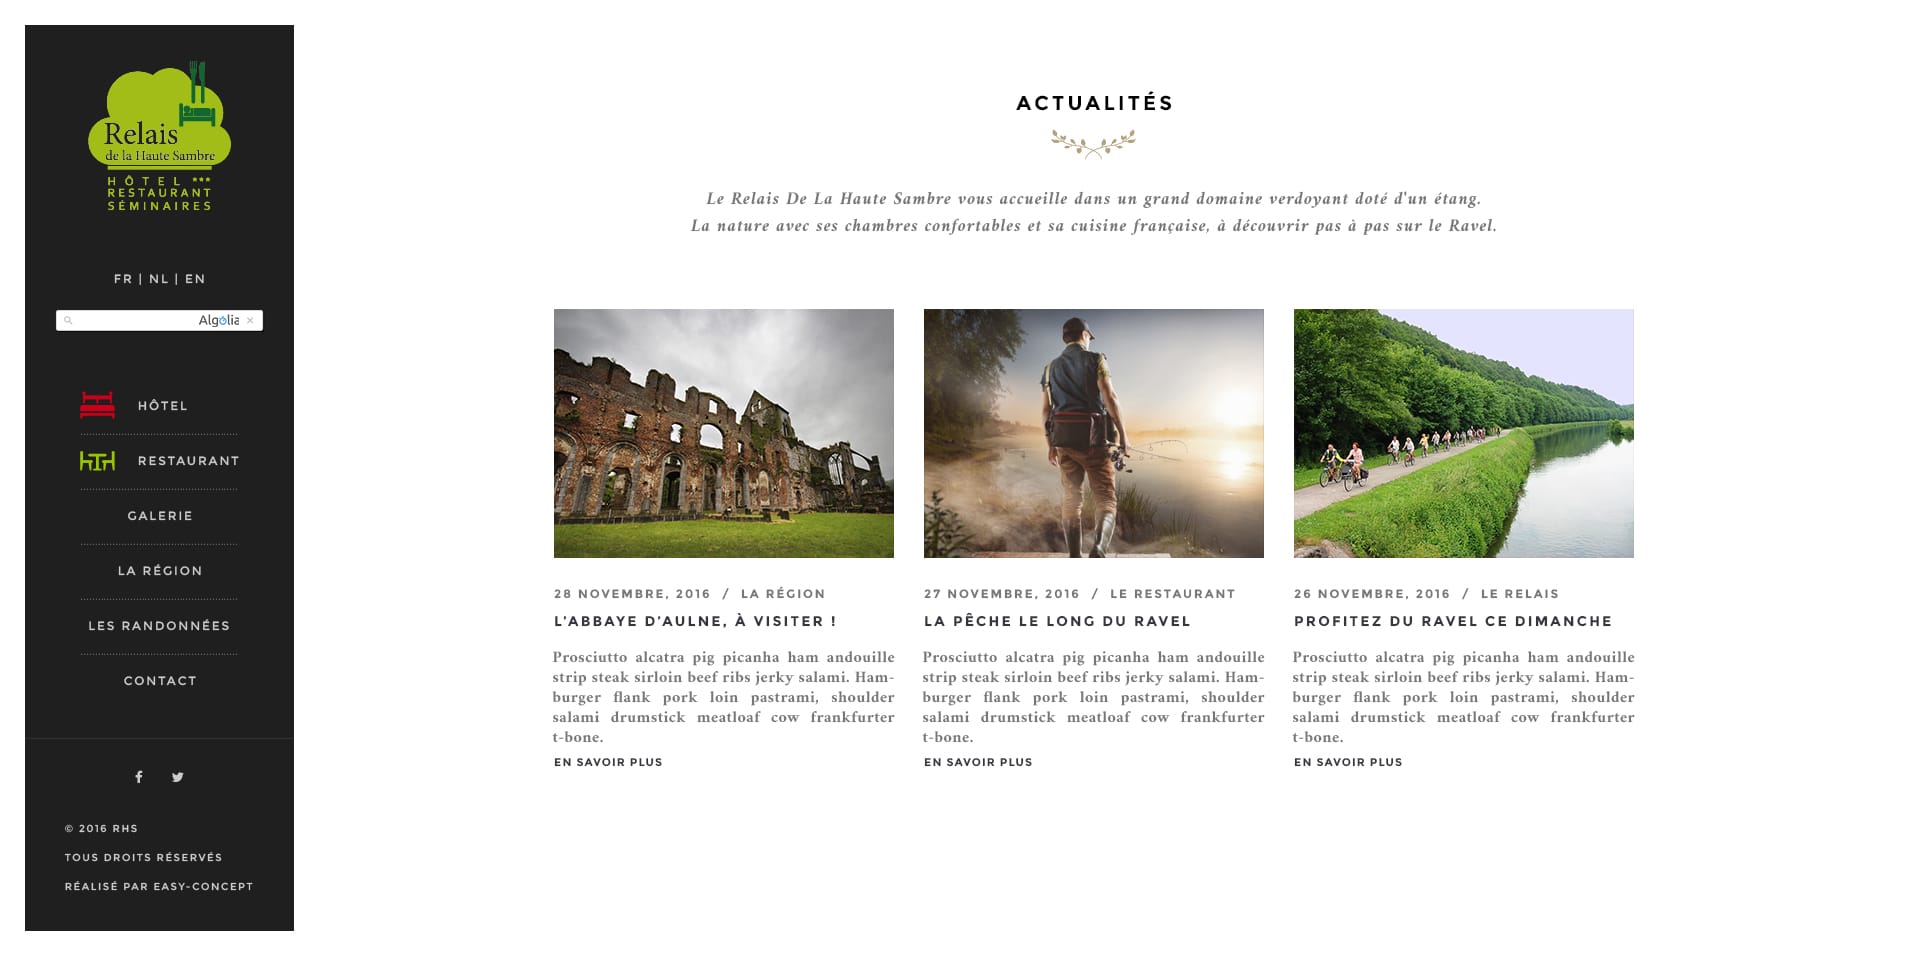 Relais
de la Haute Sambre
HÔTEL ***
RESTAURANT
SÉMINAIRES
FR | NL | EN
Algolia
HÔTEL
RESTAURANT
GALERIE
LA RÉGION
LES RANDONNÉES
CONTACT
© 2016 RHS
TOUS DROITS RÉSERVÉS
RÉALISÉ PAR EASY-CONCEPT
ACTUALITÉS
Le Relais De La Haute Sambre vous accueille dans un grand domaine verdoyant doté d'un étang.
La nature avec ses chambres confortables et sa cuisine française, à découvrir pas à pas sur le Ravel.
28 NOVEMBRE, 2016 / LA RÉGION
L’ABBAYE D’AULNE, À VISITER !
Prosciutto alcatra pig picanha ham andouille
strip steak sirloin beef ribs jerky salami. Ham-
burger flank pork loin pastrami, shoulder
salami drumstick meatloaf cow frankfurter
t-bone.
EN SAVOIR PLUS
27 NOVEMBRE, 2016 / LE RESTAURANT
LA PÊCHE LE LONG DU RAVEL
Prosciutto alcatra pig picanha ham andouille
strip steak sirloin beef ribs jerky salami. Ham-
burger flank pork loin pastrami, shoulder
salami drumstick meatloaf cow frankfurter
t-bone.
EN SAVOIR PLUS
26 NOVEMBRE, 2016 / LE RELAIS
PROFITEZ DU RAVEL CE DIMANCHE
Prosciutto alcatra pig picanha ham andouille
strip steak sirloin beef ribs jerky salami. Ham-
burger flank pork loin pastrami, shoulder
salami drumstick meatloaf cow frankfurter
t-bone.
EN SAVOIR PLUS